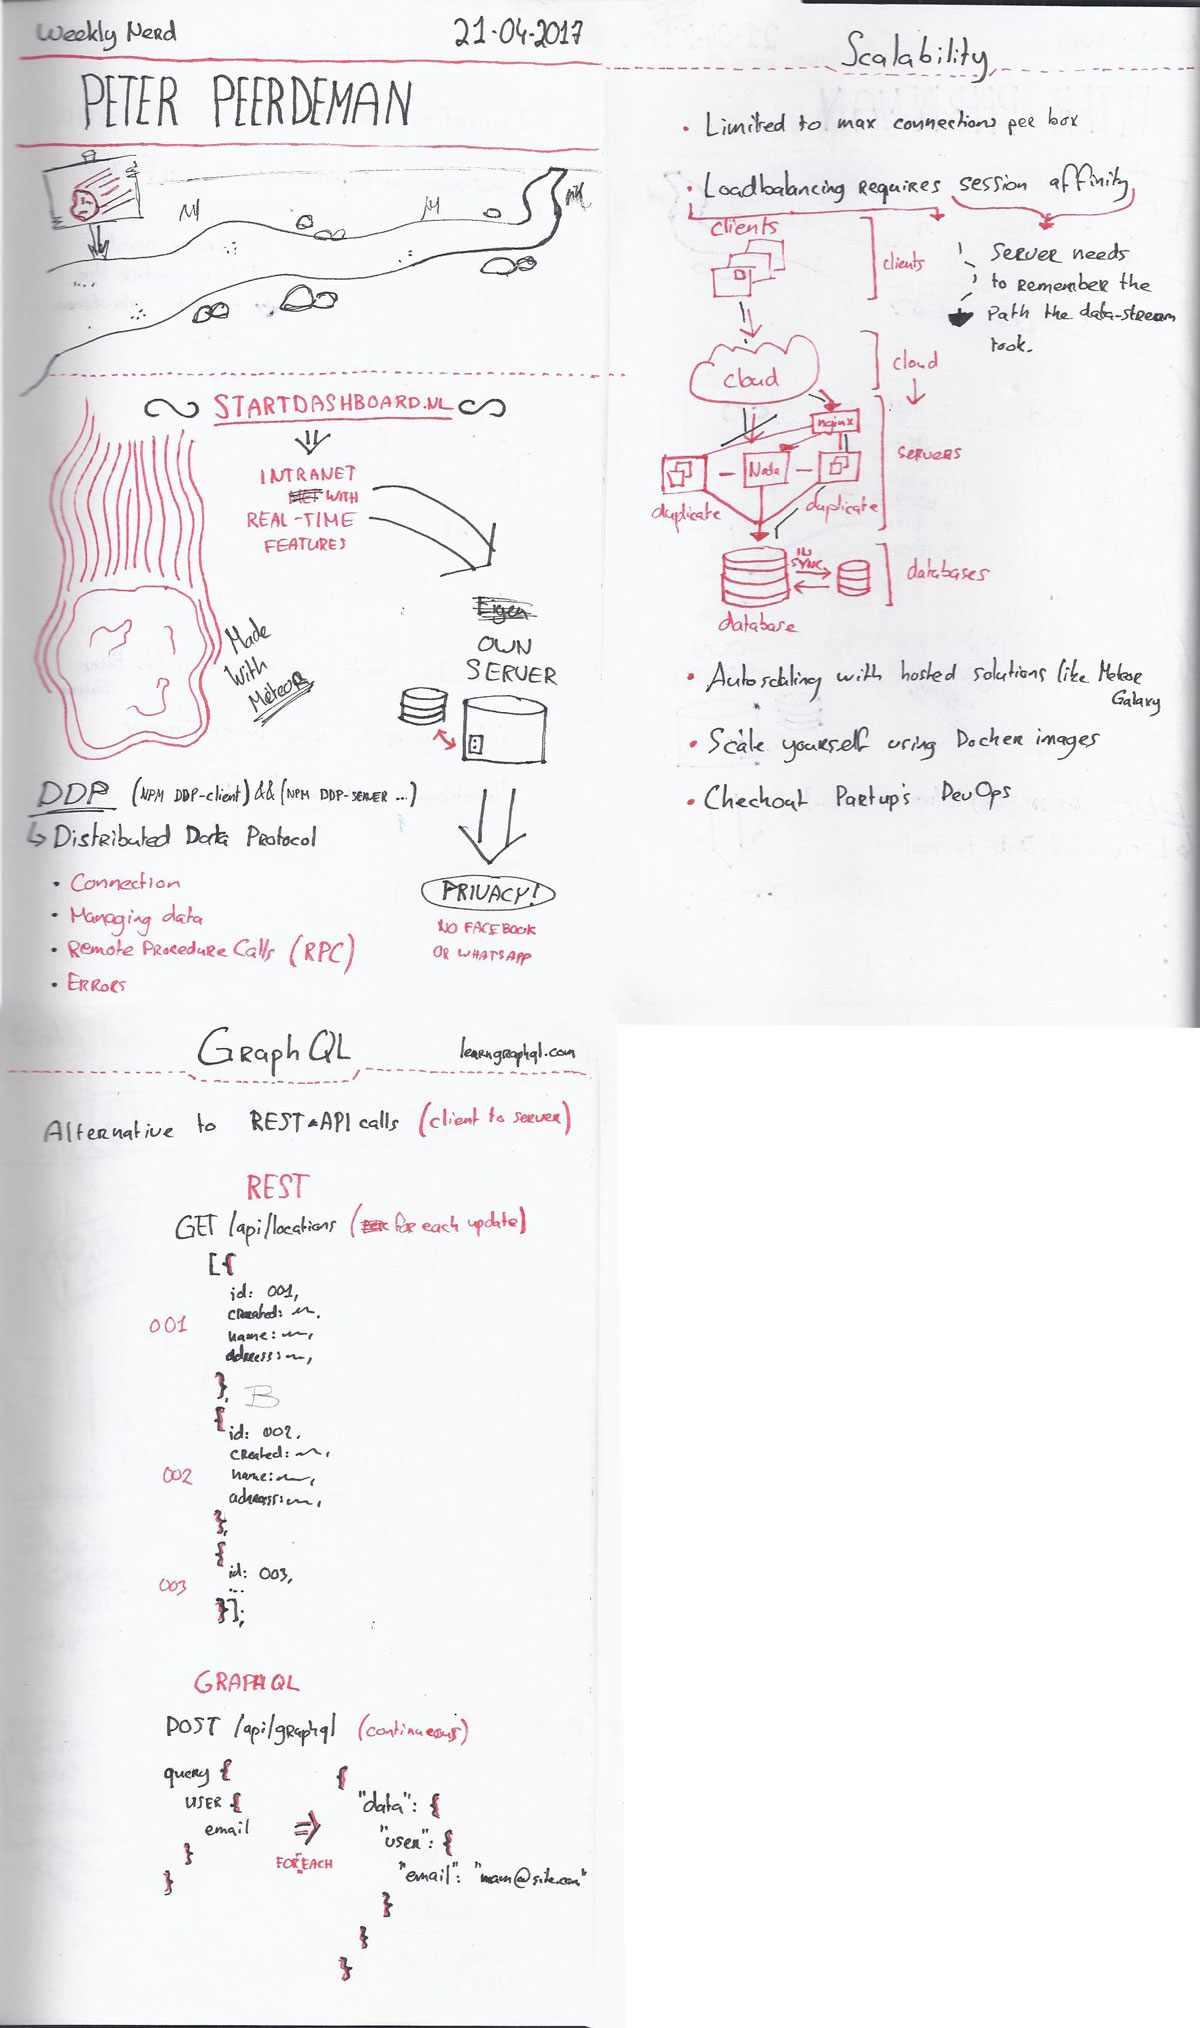 Weekly Nerd
21-04-2017
PETER PEERDEMAN
STARTDASHBOARD.NL
INTRANET
MET WITH
REAL-TIME
FEATURES
Made
With
Meteor
Eigen
OWN
SERVER
DDP (NPM DDP-client) && (NPM DDP-SERVER ...)
↳ Distributed Data Protocol
• Connection
• Managing data
• Remote Procedure Calls (RPC)
• Errors
PRIVACY!
NO FACEBOOK
OR WHATSAPP
Scalability
• Limited to max connections per box
• Loadbalancing requires session affinity
clients
clients
Server needs
to remember the
Path the data-stream
took.
cloud
cloud
nginx
Node
servers
duplicate
duplicate
IN
SYNC
databases
database
• Autoscaling with hosted solutions like Meteor
Galaxy
• Scale yourself using Docker images
• Checkout Partup's DevOps
GraphQL
learngraphql.com
Alternative to REST API calls (client to server)
REST
GET /api/locations (for each update)
[{
id: 001,
created: ~,
001
name: ~,
address: ~,
},
B
{
id: 002,
created: ~,
002
name: ~,
address: ~,
},
{
id: 003,
003
...
}];
GRAPHQL
POST /api/graphql (continuous)
query {
USER {
email
}
}
⇒
FOR EACH
{
"data": {
"user": {
"email": "mam@site.com"
}
}
}